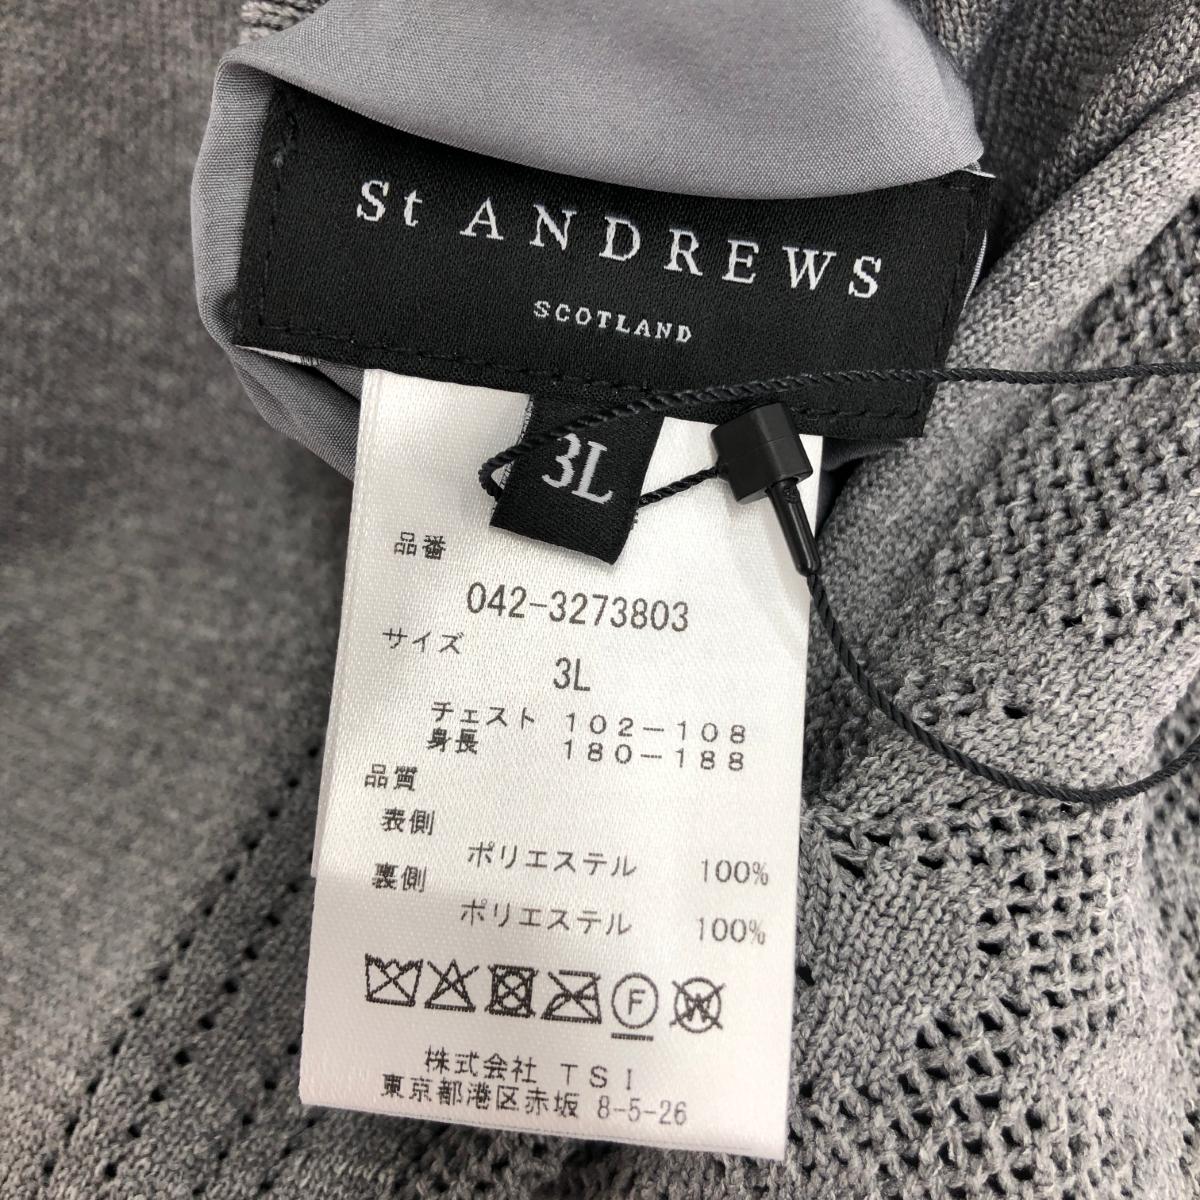 St ANDREWS
SCOTLAND
3L
品番
042-3273803
サイズ
3L
チェスト 102-108
身長 180-188
品質
表側
ポリエステル 100%
裏側
ポリエステル 100%
F W
株式会社 TSI
東京都港区赤坂 8-5-26